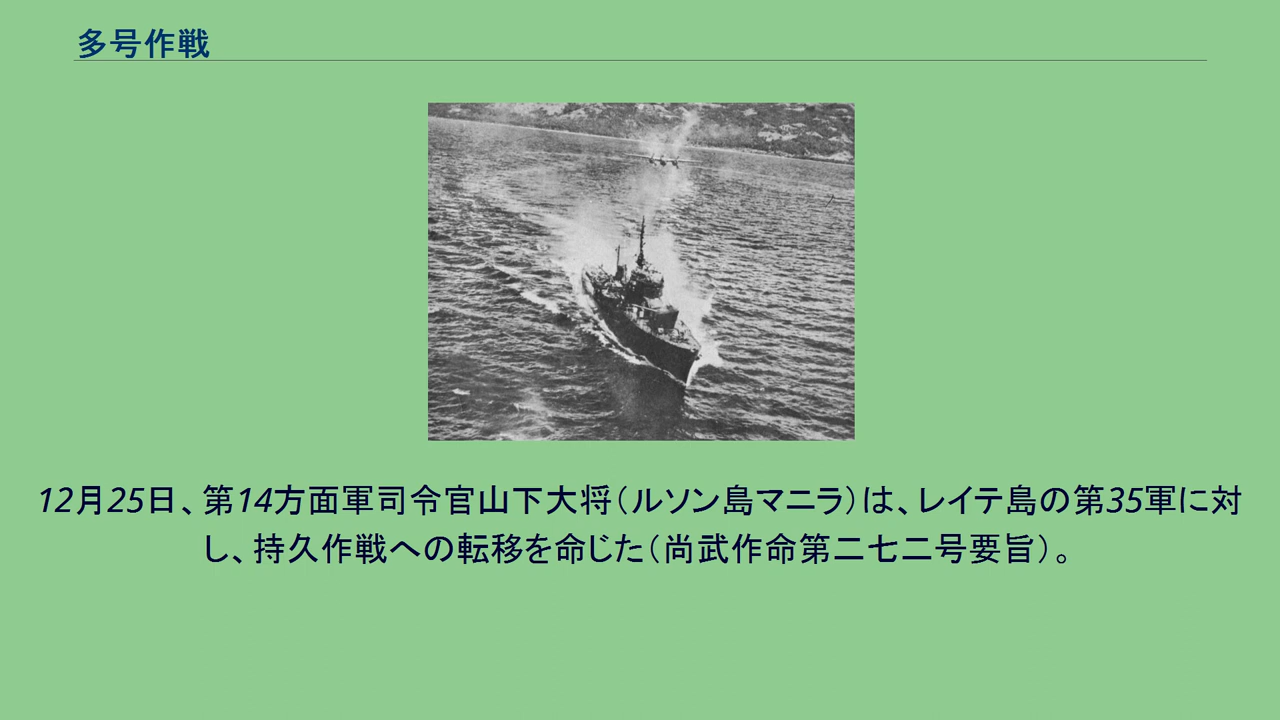 多号作戦
12月25日、第14方面軍司令官山下大将（ルソン島マニラ）は、レイテ島の第35軍に対
し、持久作戦への転移を命じた（尚武作命第二七二号要旨）。